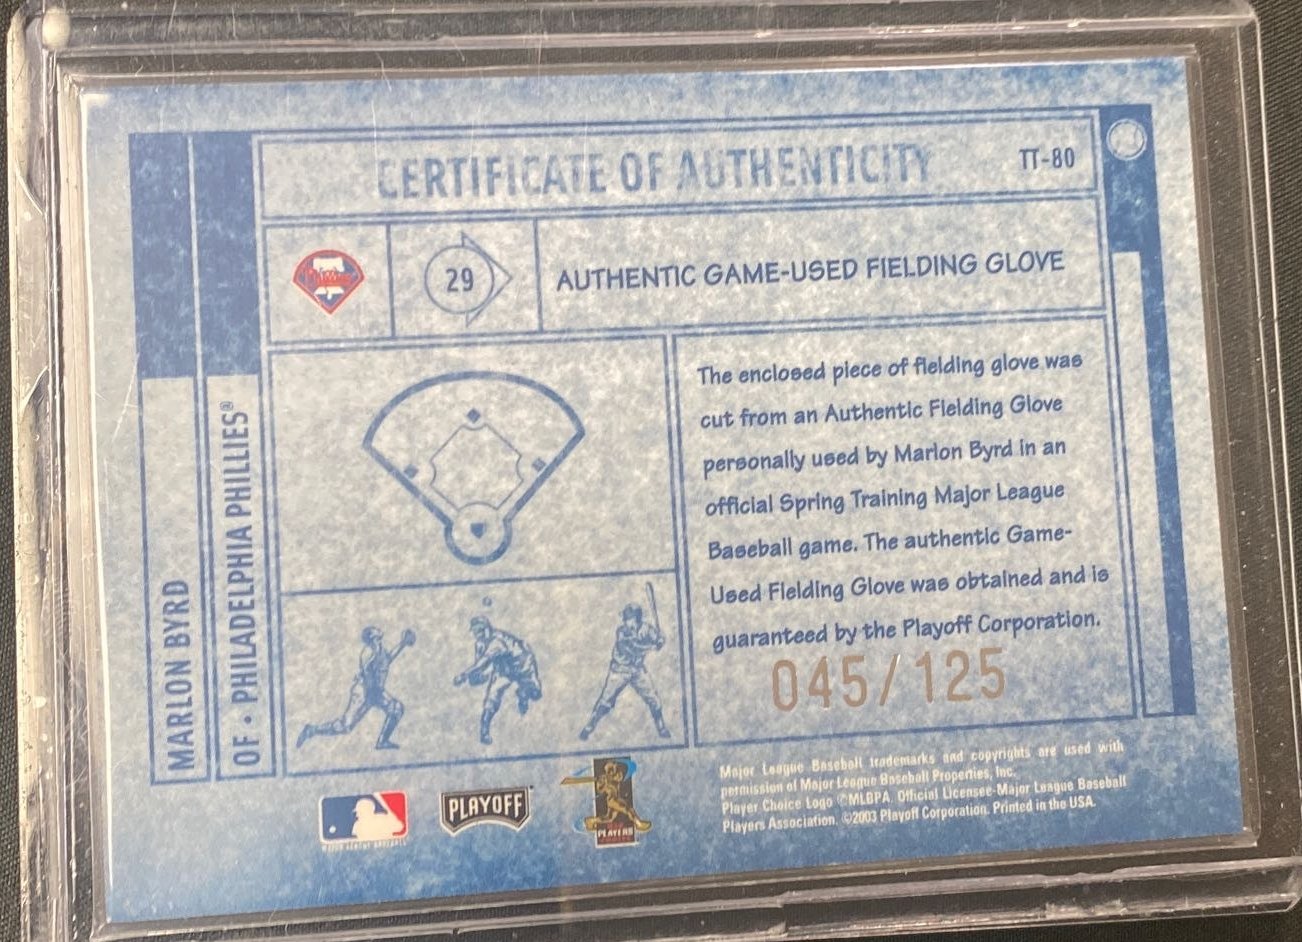 CERTIFICATE OF AUTHENTICITY
TT-80
Phillies
29
AUTHENTIC GAME-USED FIELDING GLOVE
MARLON BYRD
OF • PHILADELPHIA PHILLIES®
The enclosed piece of fielding glove was
cut from an Authentic Fielding Glove
personally used by Marlon Byrd in an
official Spring Training Major League
Baseball game. The authentic Game-
Used Fielding Glove was obtained and is
guaranteed by the Playoff Corporation.
045/125
PLAYOFF
PLAYERS
Major League Baseball trademarks and copyrights are used with
permission of Major League Baseball Properties, Inc.
Player Choice Logo ©MLBPA. Official Licensee-Major League Baseball
Players Association. ©2003 Playoff Corporation. Printed in the USA.